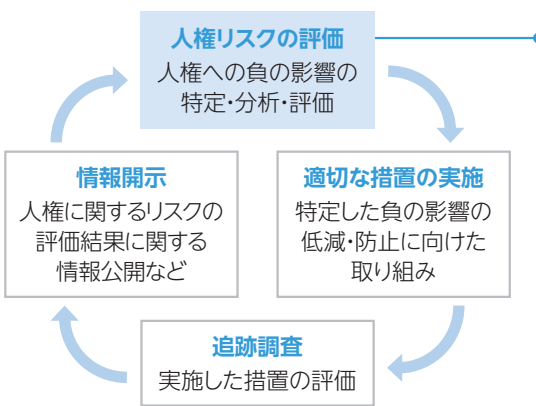 人権リスクの評価
人権への負の影響の
特定・分析・評価
適切な措置の実施
特定した負の影響の
低減・防止に向けた
取り組み
追跡調査
実施した措置の評価
情報開示
人権に関するリスクの
評価結果に関する
情報公開など